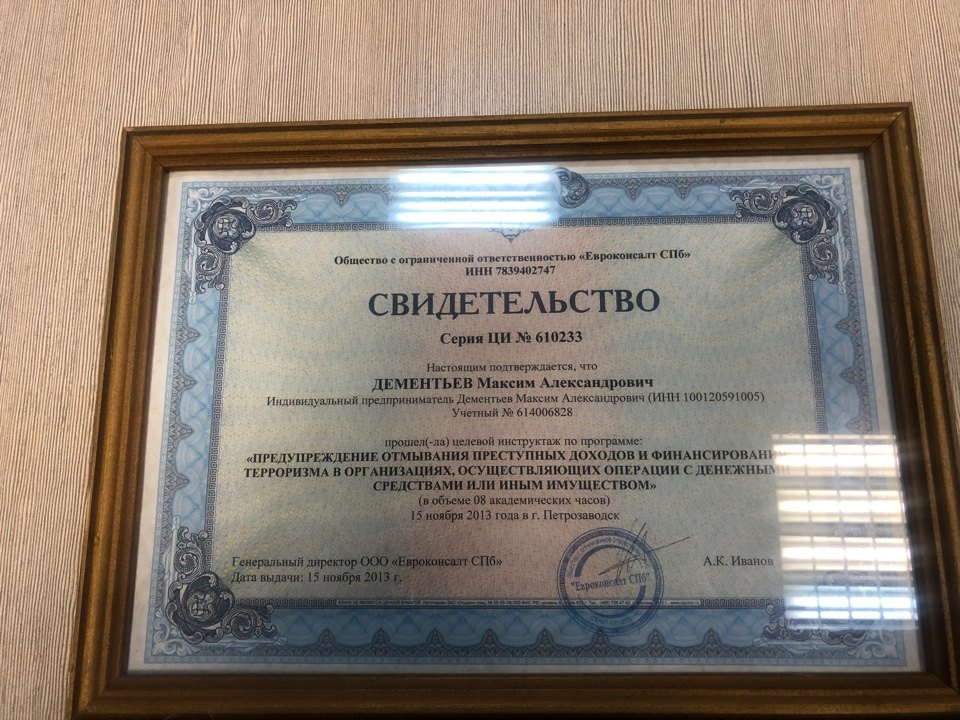 Общество с ограниченной ответственностью «Евроконсалт СПб»
ИНН 7839402747
СВИДЕТЕЛЬСТВО
Серия ЦИ № 610233
Настоящим подтверждается, что
ДЕМЕНТЬЕВ Максим Александрович
Индивидуальный предприниматель Дементьев Максим Александрович (ИНН 100120591005)
Учетный № 614006828
прошел(-ла) целевой инструктаж по программе:
«ПРЕДУПРЕЖДЕНИЕ ОТМЫВАНИЯ ПРЕСТУПНЫХ ДОХОДОВ И ФИНАНСИРОВАНИ
ТЕРРОРИЗМА В ОРГАНИЗАЦИЯХ, ОСУЩЕСТВЛЯЮЩИХ ОПЕРАЦИИ С ДЕНЕЖНЫМИ
СРЕДСТВАМИ ИЛИ ИНЫМ ИМУЩЕСТВОМ»
(в объеме 08 академических часов)
15 ноября 2013 года в г. Петрозаводск
Генеральный директор ООО «Евроконсалт СПб»
А.К. Иванов
Дата выдачи: 15 ноября 2013 г.
"Евроконсалт СПб"